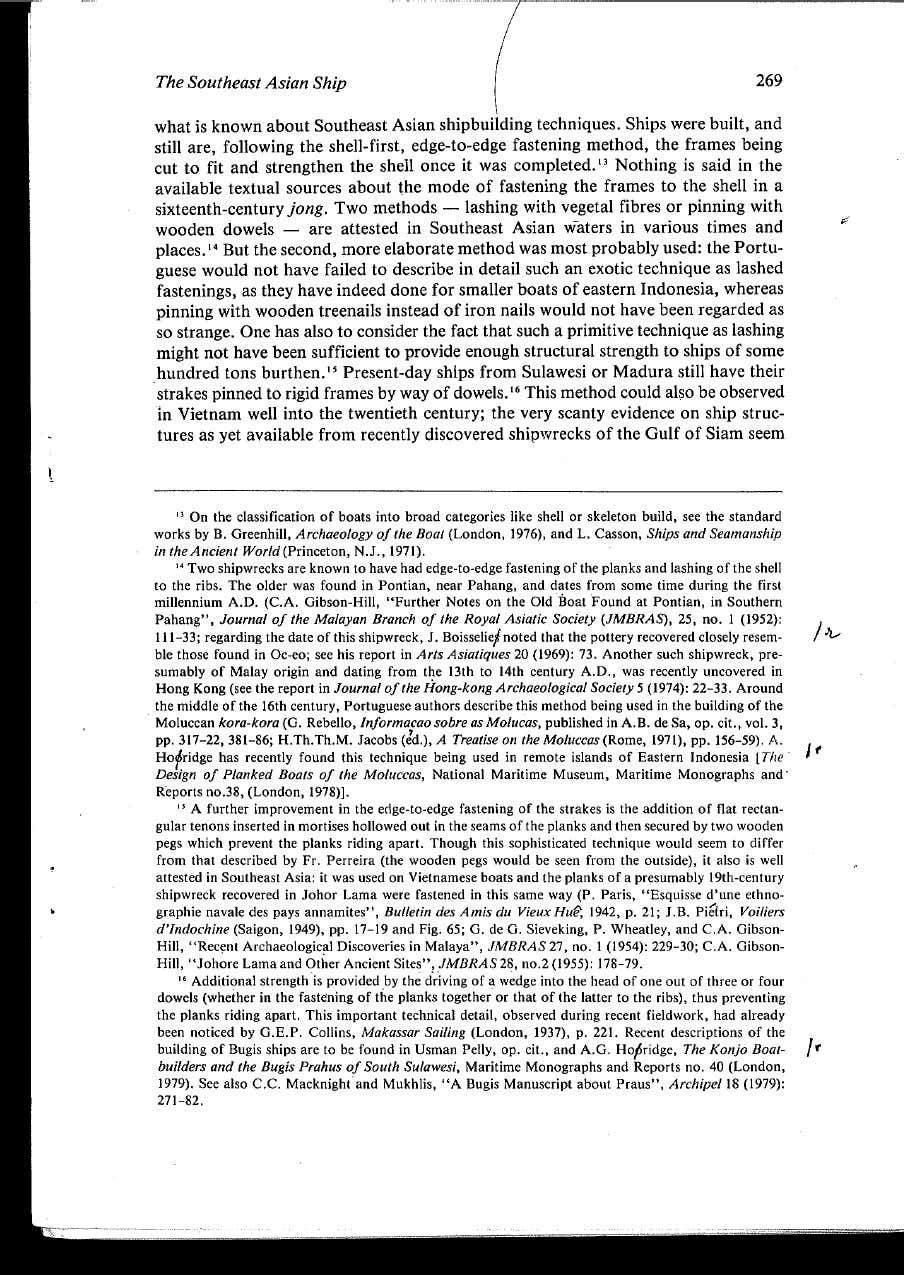 The Southeast Asian Ship 269
what is known about Southeast Asian shipbuilding techniques. Ships were built, and
still are, following the shell-first, edge-to-edge fastening method, the frames being
cut to fit and strengthen the shell once it was completed.¹³ Nothing is said in the
available textual sources about the mode of fastening the frames to the shell in a
sixteenth-century jong. Two methods — lashing with vegetal fibres or pinning with
wooden dowels — are attested in Southeast Asian waters in various times and
places.¹⁴ But the second, more elaborate method was most probably used: the Portu-
guese would not have failed to describe in detail such an exotic technique as lashed
fastenings, as they have indeed done for smaller boats of eastern Indonesia, whereas
pinning with wooden treenails instead of iron nails would not have been regarded as
so strange. One has also to consider the fact that such a primitive technique as lashing
might not have been sufficient to provide enough structural strength to ships of some
hundred tons burthen.¹⁵ Present-day ships from Sulawesi or Madura still have their
strakes pinned to rigid frames by way of dowels.¹⁶ This method could also be observed
in Vietnam well into the twentieth century; the very scanty evidence on ship struc-
tures as yet available from recently discovered shipwrecks of the Gulf of Siam seem
¹³ On the classification of boats into broad categories like shell or skeleton build, see the standard
works by B. Greenhill, Archaeology of the Boat (London, 1976), and L. Casson, Ships and Seamanship
in the Ancient World (Princeton, N.J., 1971).
¹⁴ Two shipwrecks are known to have had edge-to-edge fastening of the planks and lashing of the shell
to the ribs. The older was found in Pontian, near Pahang, and dates from some time during the first
millennium A.D. (C.A. Gibson-Hill, "Further Notes on the Old Boat Found at Pontian, in Southern
Pahang", Journal of the Malayan Branch of the Royal Asiatic Society (JMBRAS), 25, no. 1 (1952):
111-33; regarding the date of this shipwreck, J. Boisselier noted that the pottery recovered closely resem-
ble those found in Oc-eo; see his report in Arts Asiatiques 20 (1969): 73. Another such shipwreck, pre-
sumably of Malay origin and dating from the 13th to 14th century A.D., was recently uncovered in
Hong Kong (see the report in Journal of the Hong-kong Archaeological Society 5 (1974): 22-33. Around
the middle of the 16th century, Portuguese authors describe this method being used in the building of the
Moluccan kora-kora (G. Rebello, Informacao sobre as Molucas, published in A.B. de Sa, op. cit., vol. 3,
pp. 317-22, 381-86; H.Th.Th.M. Jacobs (ed.), A Treatise on the Moluccas (Rome, 1971), pp. 156-59). A.
Horridge has recently found this technique being used in remote islands of Eastern Indonesia [The
Design of Planked Boats of the Moluccas, National Maritime Museum, Maritime Monographs and
Reports no.38, (London, 1978)].
¹⁵ A further improvement in the edge-to-edge fastening of the strakes is the addition of flat rectan-
gular tenons inserted in mortises hollowed out in the seams of the planks and then secured by two wooden
pegs which prevent the planks riding apart. Though this sophisticated technique would seem to differ
from that described by Fr. Perreira (the wooden pegs would be seen from the outside), it also is well
attested in Southeast Asia: it was used on Vietnamese boats and the planks of a presumably 19th-century
shipwreck recovered in Johor Lama were fastened in this same way (P. Paris, "Esquisse d'une ethno-
graphie navale des pays annamites", Bulletin des Amis du Vieux Hué, 1942, p. 21; J.B. Piétri, Voiliers
d'Indochine (Saigon, 1949), pp. 17-19 and Fig. 65; G. de G. Sieveking, P. Wheatley, and C.A. Gibson-
Hill, "Recent Archaeological Discoveries in Malaya", JMBRAS 27, no. 1 (1954): 229-30; C.A. Gibson-
Hill, "Johore Lama and Other Ancient Sites", JMBRAS 28, no.2 (1955): 178-79.
¹⁶ Additional strength is provided by the driving of a wedge into the head of one out of three or four
dowels (whether in the fastening of the planks together or that of the latter to the ribs), thus preventing
the planks riding apart. This important technical detail, observed during recent fieldwork, had already
been noticed by G.E.P. Collins, Makassar Sailing (London, 1937), p. 221. Recent descriptions of the
building of Bugis ships are to be found in Usman Pelly, op. cit., and A.G. Horridge, The Konjo Boat-
builders and the Bugis Prahus of South Sulawesi, Maritime Monographs and Reports no. 40 (London,
1979). See also C.C. Macknight and Mukhlis, "A Bugis Manuscript about Praus", Archipel 18 (1979):
271-82.